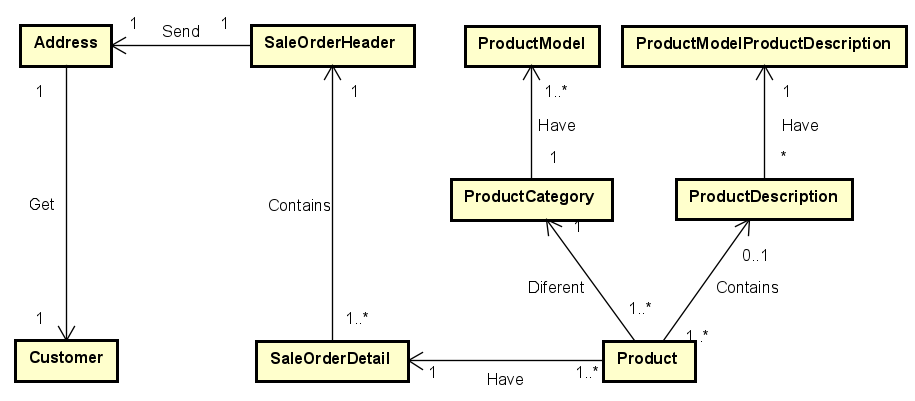 1 Send 1
Address SaleOrderHeader ProductModel ProductModelProductDescription
1 1 1..* 1
Have Have
1 *
Get Contains ProductCategory ProductDescription
1 0..1
Diferent Contains
1 1..* 1..* 1..*
Customer SaleOrderDetail Product
1 Have 1..*